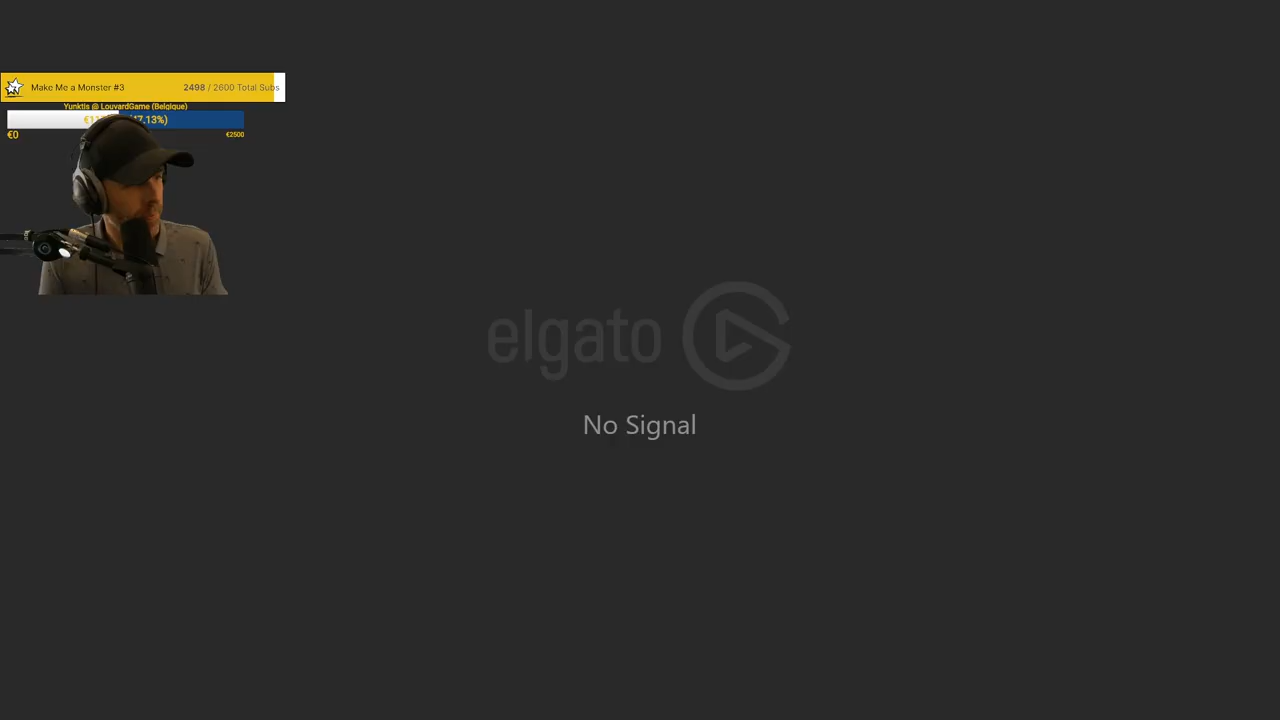 Make Me a Monster #3
2498 / 2600 Total Subs
Yunktis @ LouvardGame (Belgique)
€0
€2500
elgato
No Signal